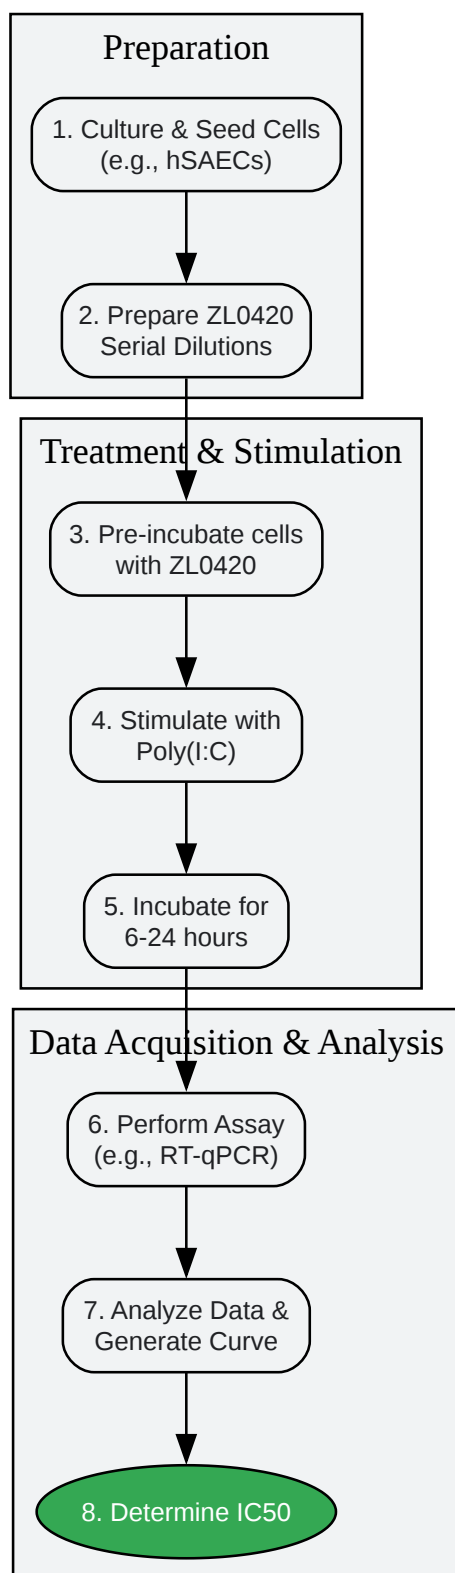 Preparation
1. Culture & Seed Cells
(e.g., hSAECs)
2. Prepare ZL0420
Serial Dilutions
Treatment & Stimulation
3. Pre-incubate cells
with ZL0420
4. Stimulate with
Poly(I:C)
5. Incubate for
6-24 hours
Data Acquisition & Analysis
6. Perform Assay
(e.g., RT-qPCR)
7. Analyze Data &
Generate Curve
8. Determine IC50